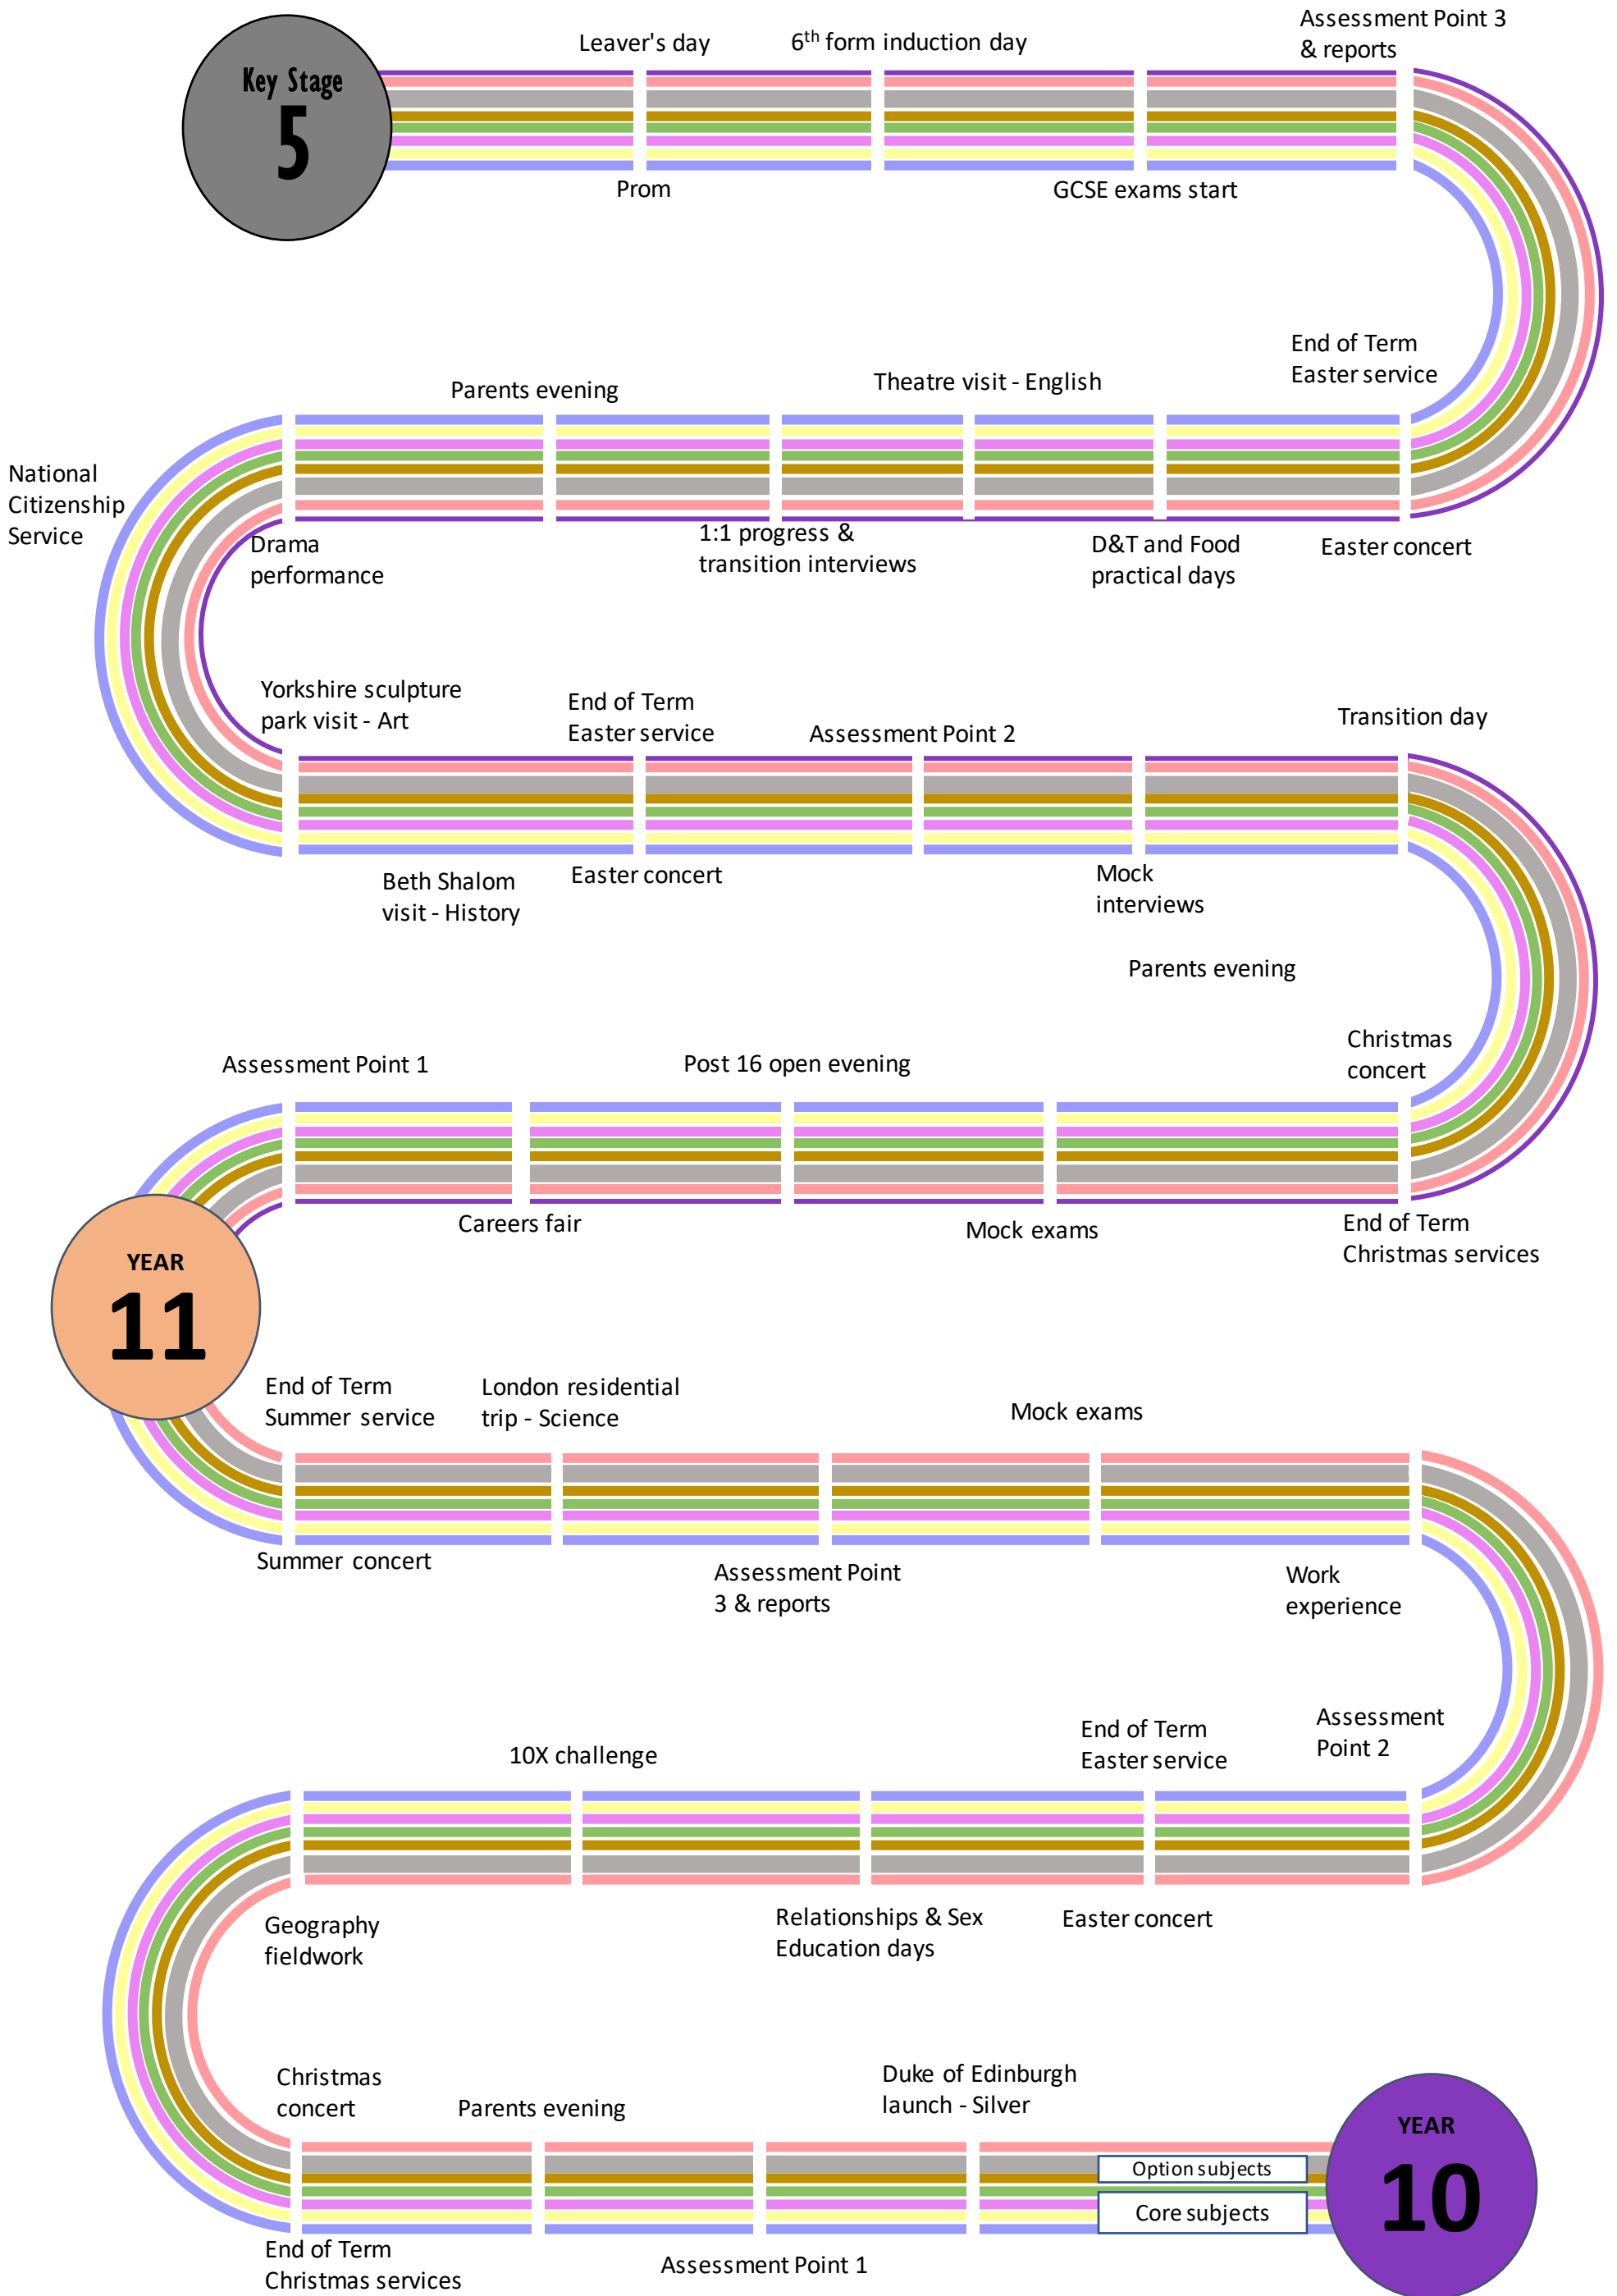 Assessment Point 3
& reports
Leaver's day
6th form induction day
Key Stage
5
Prom
GCSE exams start
End of Term
Easter service
Theatre visit - English
Parents evening
National
Citizenship
Service
Drama
performance
1:1 progress &
transition interviews
D&T and Food
practical days
Easter concert
Yorkshire sculpture
park visit - Art
End of Term
Easter service
Assessment Point 2
Transition day
Beth Shalom
visit - History
Easter concert
Mock
interviews
Parents evening
Christmas
concert
Assessment Point 1
Post 16 open evening
Careers fair
Mock exams
End of Term
Christmas services
YEAR
11
End of Term
Summer service
London residential
trip - Science
Mock exams
Summer concert
Assessment Point
3 & reports
Work
experience
Assessment
Point 2
End of Term
Easter service
10X challenge
Geography
fieldwork
Relationships & Sex
Education days
Easter concert
Christmas
concert
Parents evening
Duke of Edinburgh
launch - Silver
YEAR
10
Option subjects
Core subjects
End of Term
Christmas services
Assessment Point 1